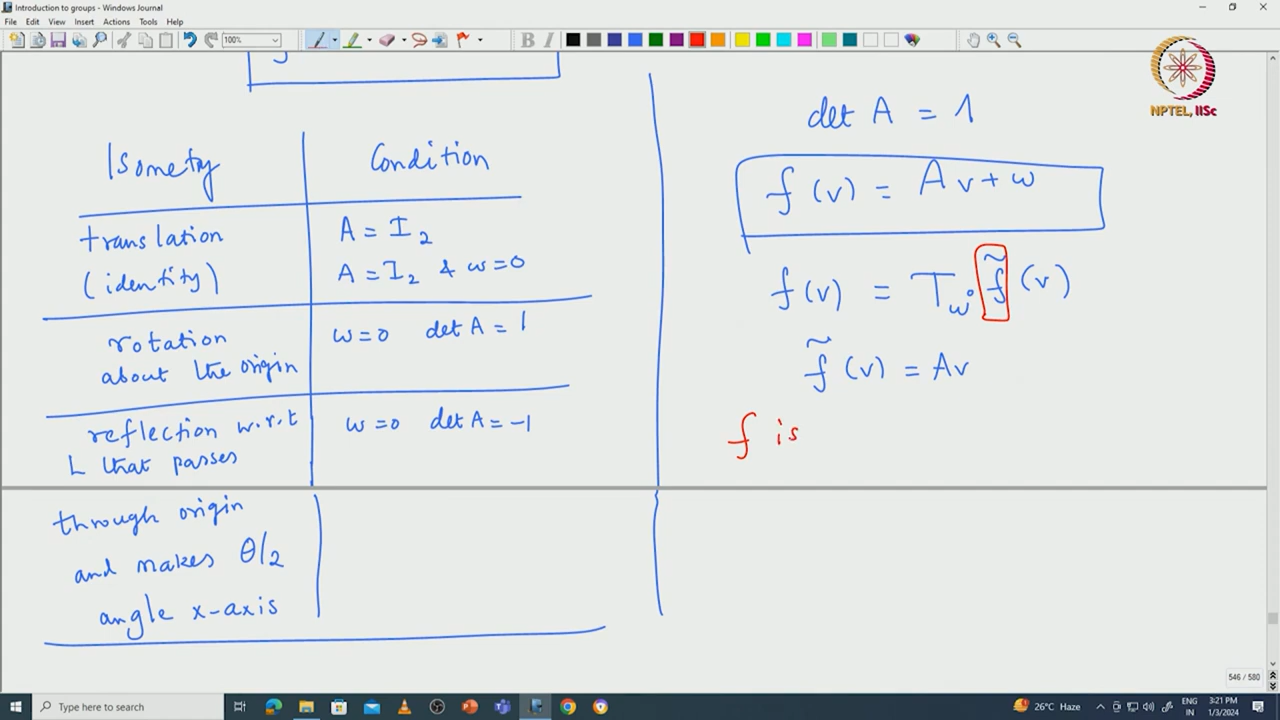 Introduction to groups - Windows Journal
File Edit View Insert Actions Tools Help
100%
NPTEL, IISc
Isometry Condition
translation A = I2
(identity) A = I2 & w=0
rotation w=0 det A = 1
about the origin
reflection w.r.t w=0 det A = -1
L that passes
through origin
and makes θ/2
angle x-axis
det A = 1
f (v) = Av + w
f(v) = Tw∘ f̃ (v)
f̃ (v) = Av
f is
546 / 580
Type here to search
26°C Haze
ENG
IN
3:21 PM
1/3/2024